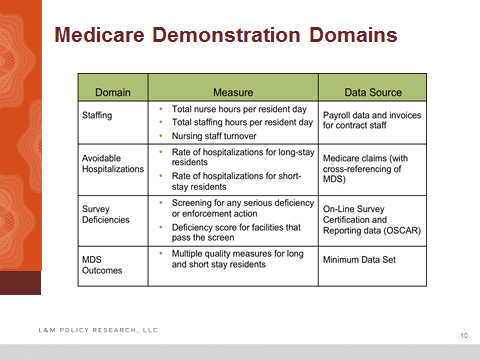 Medicare Demonstration Domains
Domain
Measure
Data Source
Staffing
• Total nurse hours per resident day
• Total staffing hours per resident day
• Nursing staff turnover
Payroll data and invoices
for contract staff
Avoidable
Hospitalizations
• Rate of hospitalizations for long-stay
residents
• Rate of hospitalizations for short-
stay residents
Medicare claims (with
cross-referencing of
MDS)
Survey
Deficiencies
• Screening for any serious deficiency
or enforcement action
• Deficiency score for facilities that
pass the screen
On-Line Survey
Certification and
Reporting data (OSCAR)
MDS
Outcomes
• Multiple quality measures for long
and short stay residents
Minimum Data Set
L&M POLICY RESEARCH, LLC
10